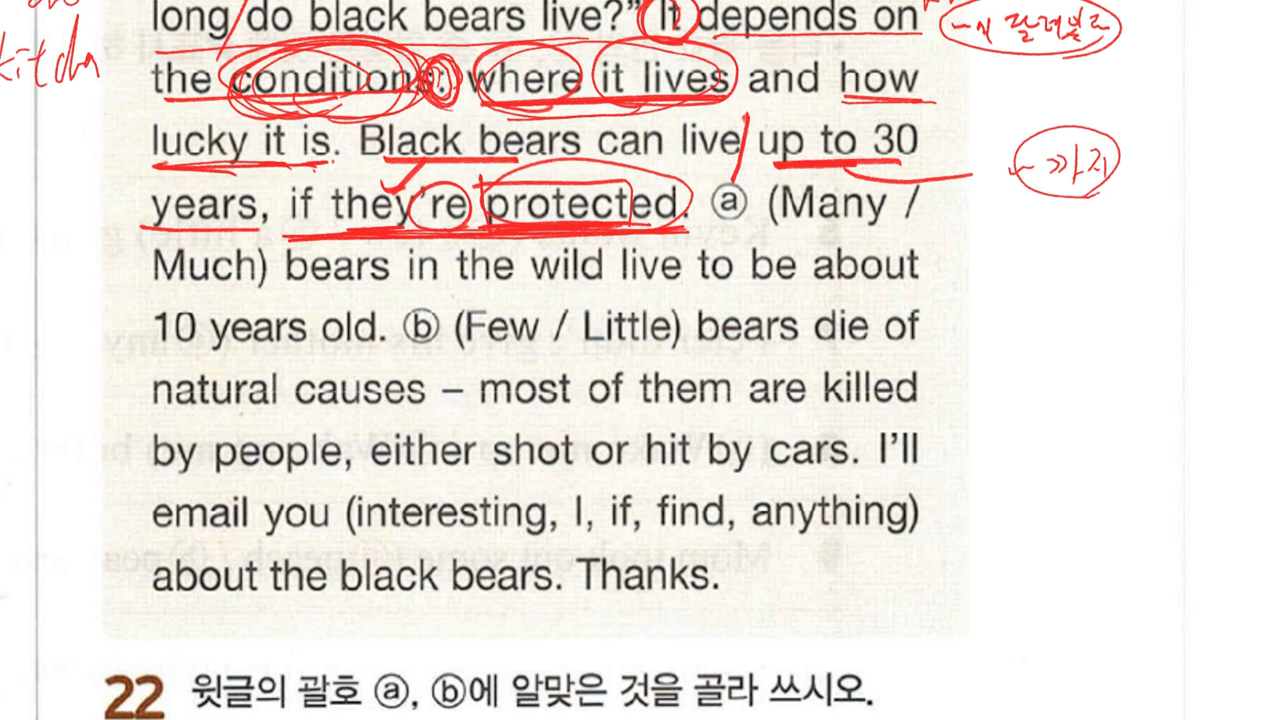 long do black bears live?" It depends on
~에 달려있다
kitchen
the conditions: where it lives and how
lucky it is. Black bears can live up to 30
~까지
years, if they're protected. ⓐ (Many /
Much) bears in the wild live to be about
10 years old. ⓑ (Few / Little) bears die of
natural causes – most of them are killed
by people, either shot or hit by cars. I'll
email you (interesting, I, if, find, anything)
about the black bears. Thanks.
22 윗글의 괄호 ⓐ, ⓑ에 알맞은 것을 골라 쓰시오.